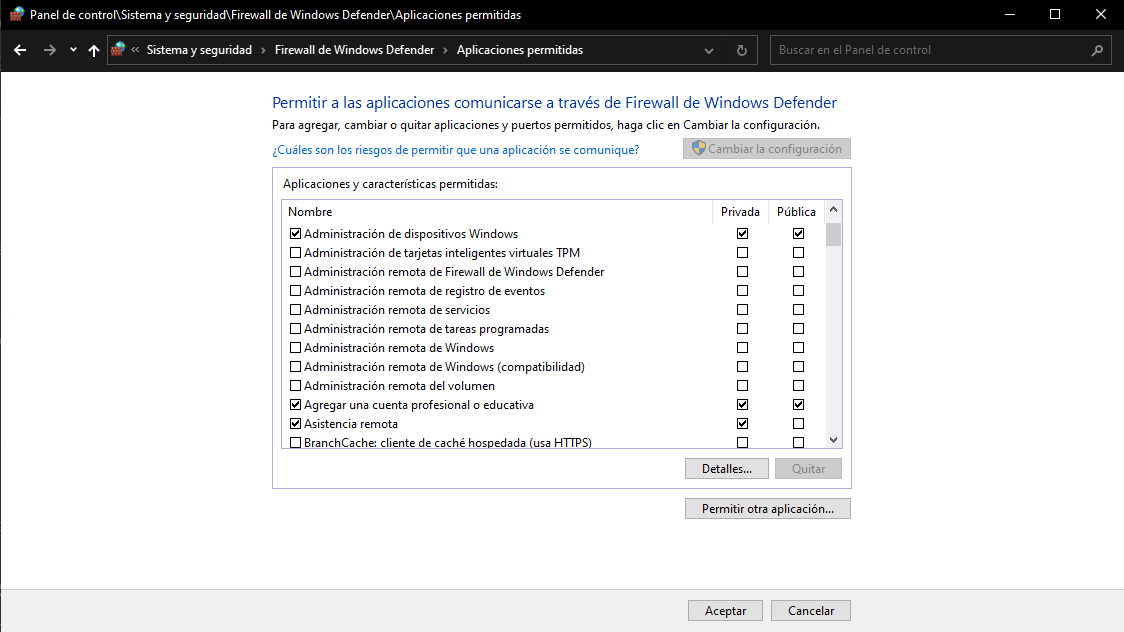 Panel de control\Sistema y seguridad\Firewall de Windows Defender\Aplicaciones permitidas
« Sistema y seguridad › Firewall de Windows Defender › Aplicaciones permitidas
Buscar en el Panel de control
Permitir a las aplicaciones comunicarse a través de Firewall de Windows Defender
Para agregar, cambiar o quitar aplicaciones y puertos permitidos, haga clic en Cambiar la configuración.
¿Cuáles son los riesgos de permitir que una aplicación se comunique?
Cambiar la configuración
Aplicaciones y características permitidas:
Nombre Privada Pública
Administración de dispositivos Windows
Administración de tarjetas inteligentes virtuales TPM
Administración remota de Firewall de Windows Defender
Administración remota de registro de eventos
Administración remota de servicios
Administración remota de tareas programadas
Administración remota de Windows
Administración remota de Windows (compatibilidad)
Administración remota del volumen
Agregar una cuenta profesional o educativa
Asistencia remota
BranchCache: cliente de caché hospedada (usa HTTPS)
Detalles... Quitar
Permitir otra aplicación...
Aceptar Cancelar